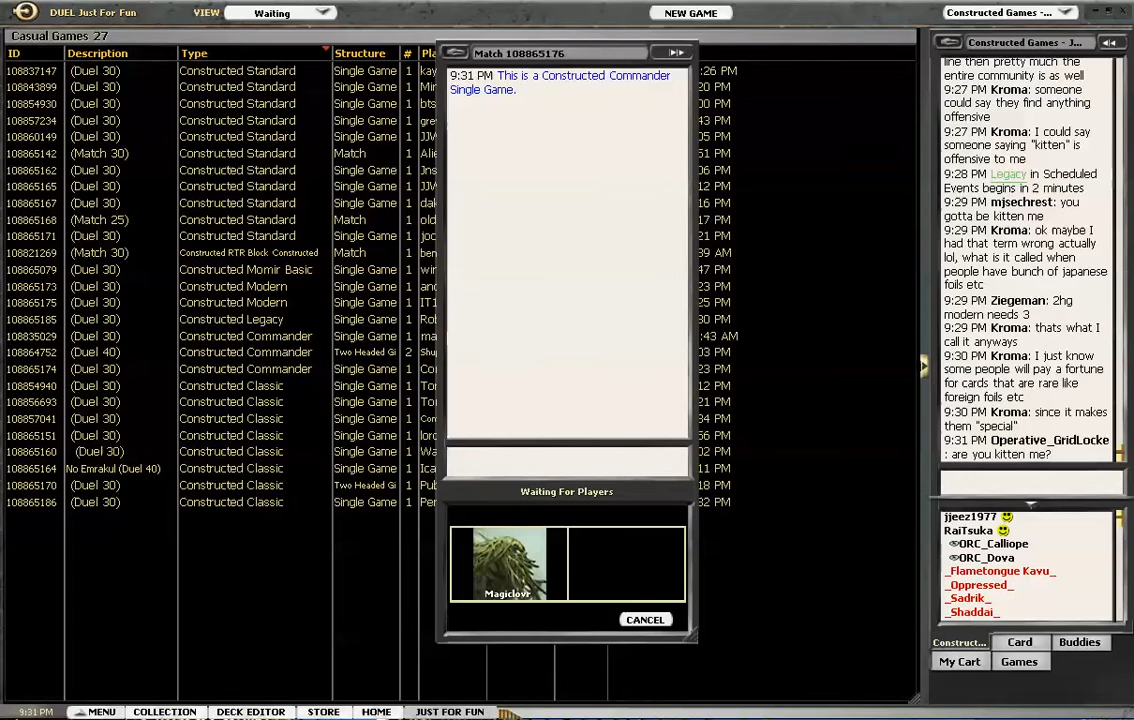 DUEL Just For Fun VIEW Waiting NEW GAME Constructed Games -...
Casual Games 27
ID Description Type Structure #
108837147 (Duel 30) Constructed Standard Single Game 1 :26 PM
108843899 (Duel 30) Constructed Standard Single Game 1
108854930 (Duel 30) Constructed Standard Single Game 1
108857234 (Duel 30) Constructed Standard Single Game 1
108860149 (Duel 30) Constructed Standard Single Game 1
108865142 (Match 30) Constructed Standard Match 1
108865162 (Duel 30) Constructed Standard Single Game 1
108865165 (Duel 30) Constructed Standard Single Game 1
108865167 (Duel 30) Constructed Standard Single Game 1
108865168 (Match 25) Constructed Standard Match 1
108865171 (Duel 30) Constructed Standard Single Game 1
108821269 (Match 30) Constructed RTR Block Constructed Match 1
108865079 (Duel 30) Constructed Momir Basic Single Game 1
108865173 (Duel 30) Constructed Modern Single Game 1
108865175 (Duel 30) Constructed Modern Single Game 1
108865185 (Duel 30) Constructed Legacy Single Game 1
108835029 (Duel 30) Constructed Commander Single Game 1 :43 AM
108864752 (Duel 40) Constructed Commander Two Headed Gi 2
108865174 (Duel 30) Constructed Commander Single Game 1
108854940 (Duel 30) Constructed Classic Single Game 1
108856693 (Duel 30) Constructed Classic Single Game 1
108857041 (Duel 30) Constructed Classic Single Game 1
108865151 (Duel 30) Constructed Classic Single Game 1
108865160 (Duel 30) Constructed Classic Single Game 1
108865164 No Emrakul (Duel 40) Constructed Classic Single Game 1
108865170 (Duel 30) Constructed Classic Two Headed Gi 1
108865186 (Duel 30) Constructed Classic Single Game 1
Match 108865176
9:31 PM This is a Constructed Commander
Single Game.
Waiting For Players
Magiclovr
CANCEL
Constructed Games - J...
line then pretty much the
entire community is as well
9:27 PM Kroma: someone
could say they find anything
offensive
9:27 PM Kroma: I could say
someone saying "kitten" is
offensive to me
9:28 PM Legacy in Scheduled
Events begins in 2 minutes
9:29 PM mjsechrest: you
gotta be kitten me
9:29 PM Kroma: ok maybe I
had that term wrong actually
lol, what is it called when
people have bunch of japanese
foils etc
9:29 PM Ziegeman: 2hg
modern needs 3
9:29 PM Kroma: thats what I
call it anyways
9:30 PM Kroma: I just know
some people will pay a fortune
for cards that are rare like
foreign foils etc
9:30 PM Kroma: since it makes
them "special"
9:31 PM Operative_GridLocke
: are you kitten me?
jjeez1977
RaiTsuka
ORC_Calliope
ORC_Dova
_Flametongue Kavu_
_Oppressed_
_Sadrik_
_Shaddai_
Construct... Card Buddies
My Cart Games
9:31 PM MENU COLLECTION DECK EDITOR STORE HOME JUST FOR FUN